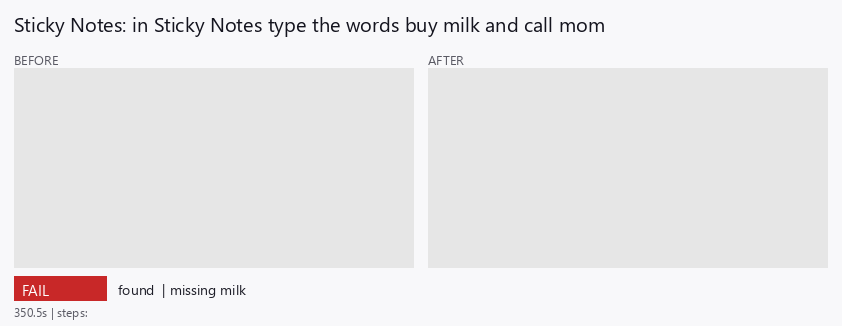 Sticky Notes: in Sticky Notes type the words buy milk and call mom
BEFORE
AFTER
FAIL
found | missing milk
350.5s | steps: